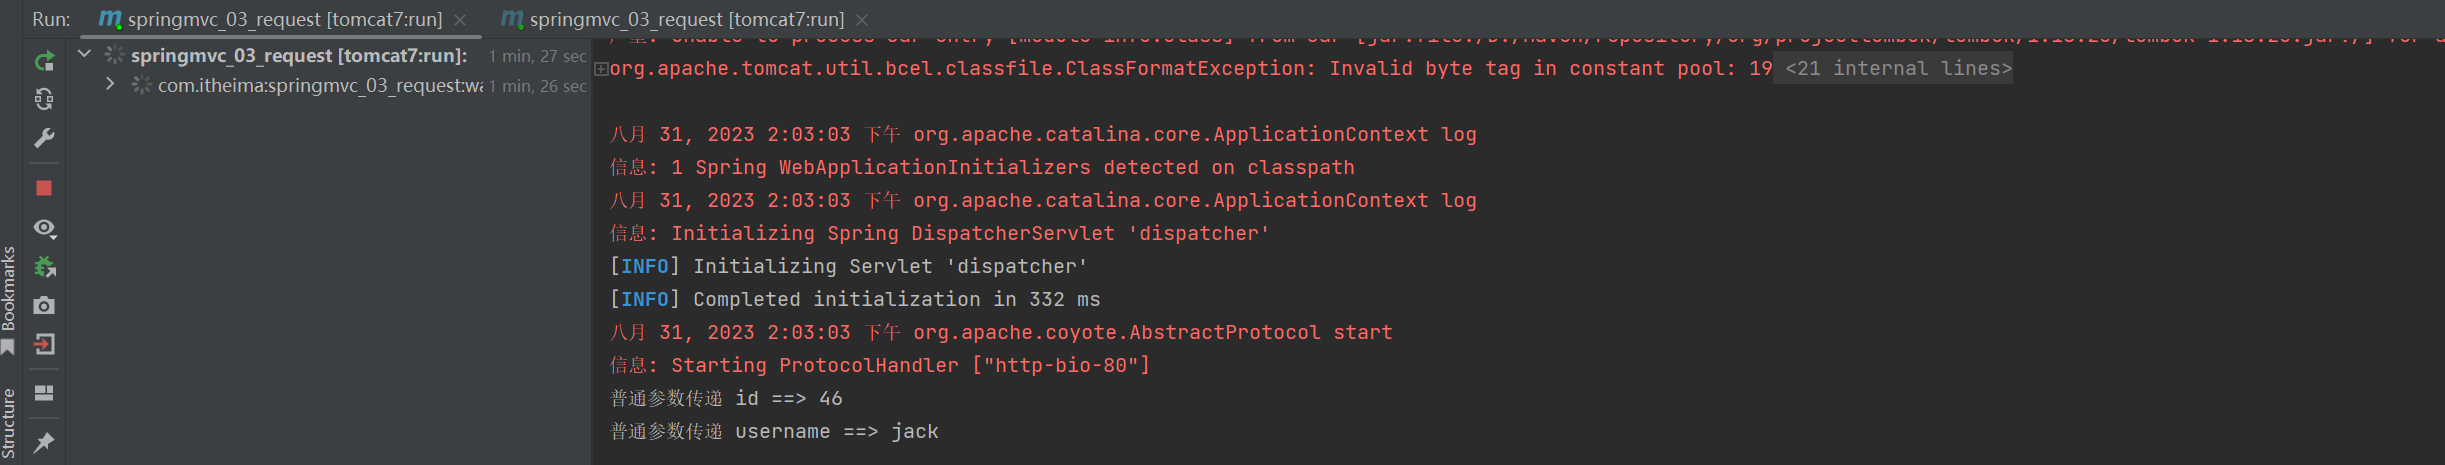 Run: springmvc_03_request [tomcat7:run] springmvc_03_request [tomcat7:run]
springmvc_03_request [tomcat7:run]: 1 min, 27 sec
com.itheima:springmvc_03_request:wa 1 min, 26 sec
org.apache.tomcat.util.bcel.classfile.ClassFormatException: Invalid byte tag in constant pool: 19 <21 internal lines>
八月 31, 2023 2:03:03 下午 org.apache.catalina.core.ApplicationContext log
信息: 1 Spring WebApplicationInitializers detected on classpath
八月 31, 2023 2:03:03 下午 org.apache.catalina.core.ApplicationContext log
信息: Initializing Spring DispatcherServlet 'dispatcher'
[INFO] Initializing Servlet 'dispatcher'
[INFO] Completed initialization in 332 ms
八月 31, 2023 2:03:03 下午 org.apache.coyote.AbstractProtocol start
信息: Starting ProtocolHandler ["http-bio-80"]
普通参数传递 id ==> 46
普通参数传递 username ==> jack
Bookmarks
Structure